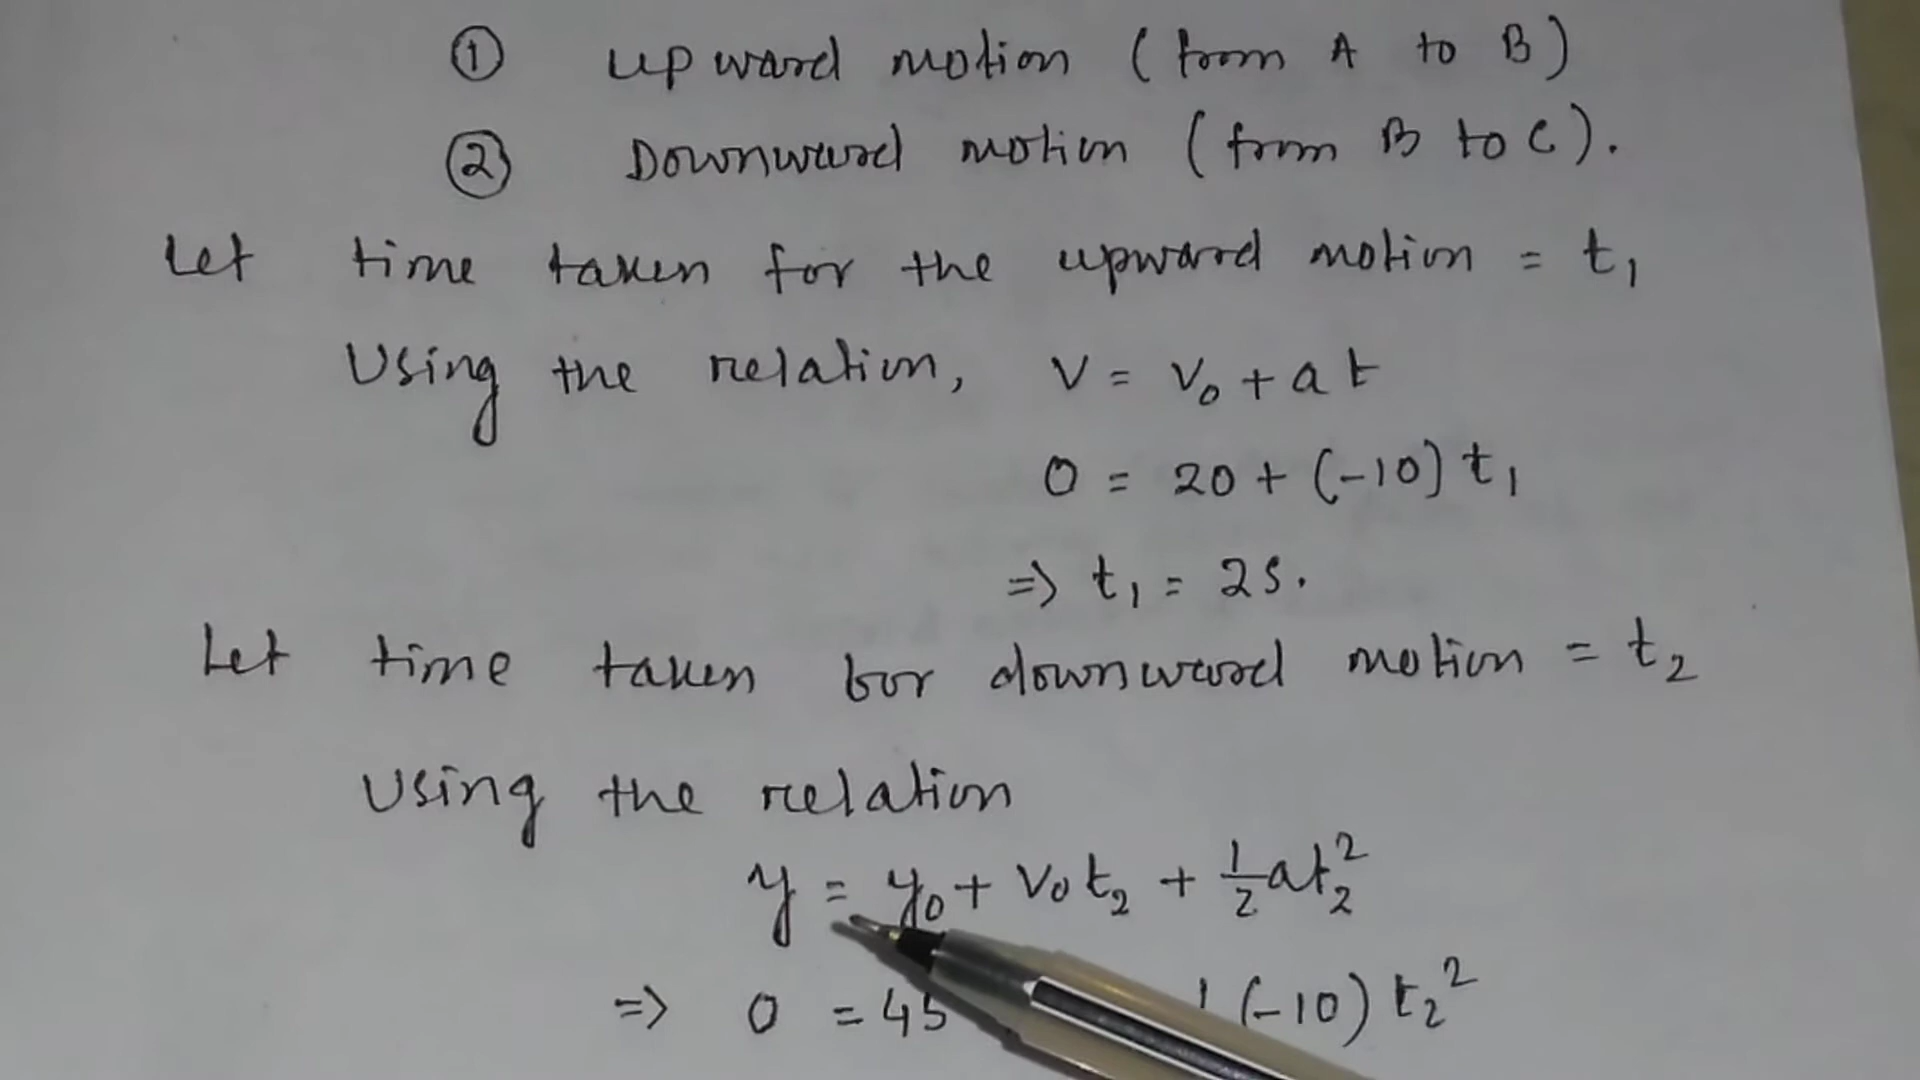 ① upward motion (from A to B)
② Downward motion (from B to C).
Let time taken for the upward motion = t₁
Using the relation, v = v₀ + at
0 = 20 + (-10) t₁
=> t₁ = 2s.
Let time taken for downward motion = t₂
Using the relation
y = y₀ + v₀t₂ + ½at₂²
=> 0 = 45 (-10) t₂²